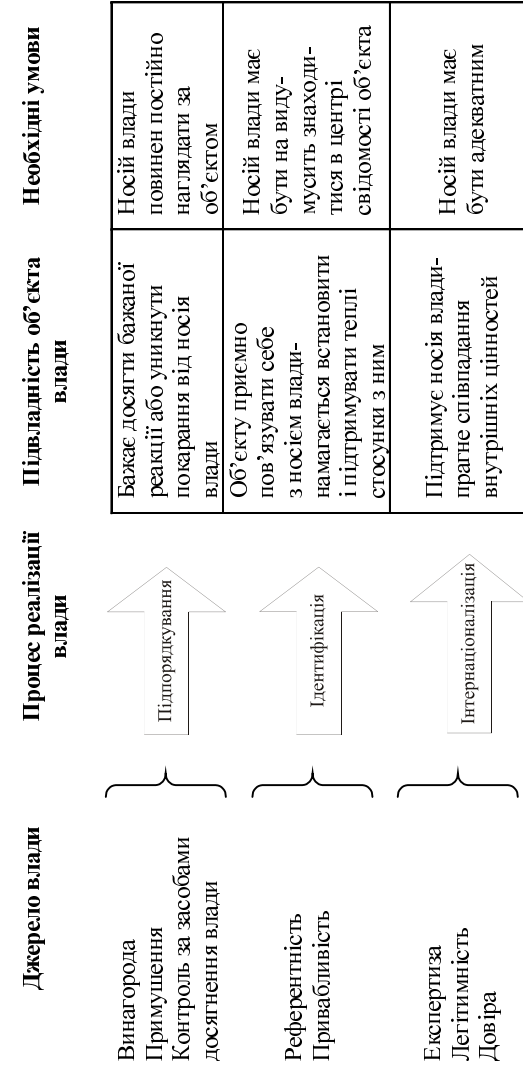 Джерело влади
Процес реалізації
влади
Підвладність об’єкта
влади
Необхідні умови
Винагорода
Примушення
Контроль за засобами
досягнення влади
Підпорядкування
Бажає досягти бажаної
реакції або уникнути
покарання від носія
влади
Носій влади
повинен постійно
наглядати за
об’єктом
Референтність
Привабливість
Ідентифікація
Об’єкту приємно
пов’язувати себе
з носієм влади-
намагається встановити
і підтримувати теплі
стосунки з ним
Носій влади має
бути на виду-
мусить знаходи-
тися в центрі
свідомості об’єкта
Експертиза
Легітимність
Довіра
Інтернаціоналізація
Підтримує носія влади-
прагне співпадання
внутрішніх цінностей
Носій влади має
бути адекватним